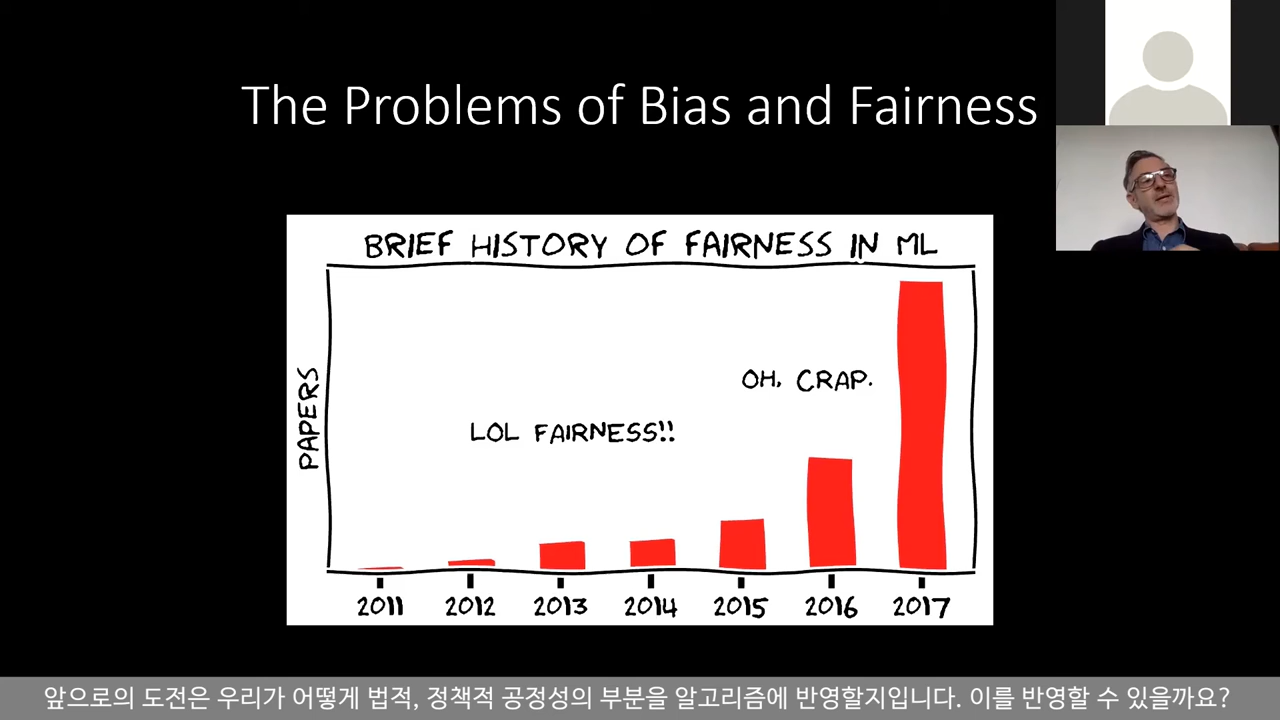 The Problems of Bias and Fairness
BRIEF HISTORY OF FAIRNESS IN ML
PAPERS
OH, CRAP.
LOL FAIRNESS!!
2011 2012 2013 2014 2015 2016 2017
앞으로의 도전은 우리가 어떻게 법적, 정책적 공정성의 부분을 알고리즘에 반영할지입니다. 이를 반영할 수 있을까요?